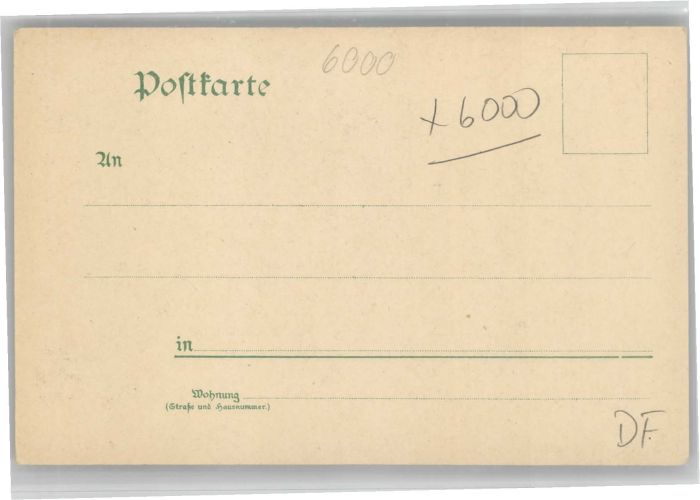 6000
Postkarte
+ 6000
An
in
Wohnung
(Straße und Hausnummer.)
DF.